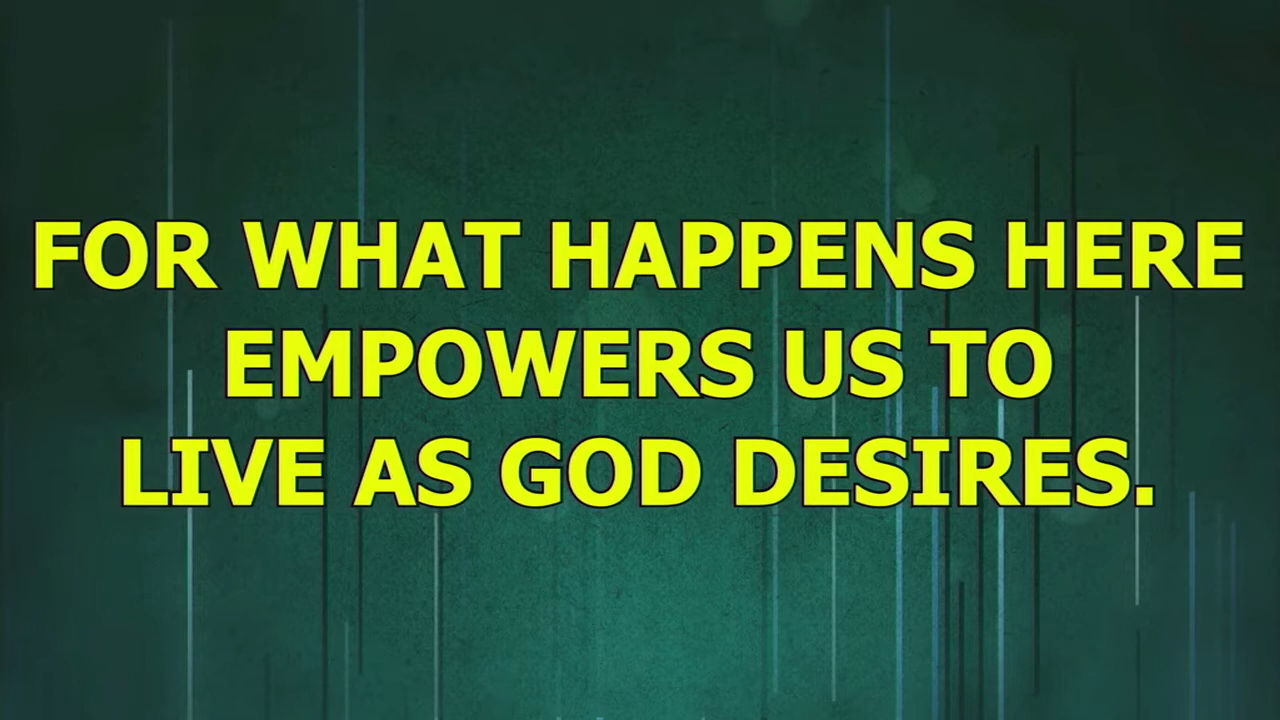 FOR WHAT HAPPENS HERE
EMPOWERS US TO
LIVE AS GOD DESIRES.